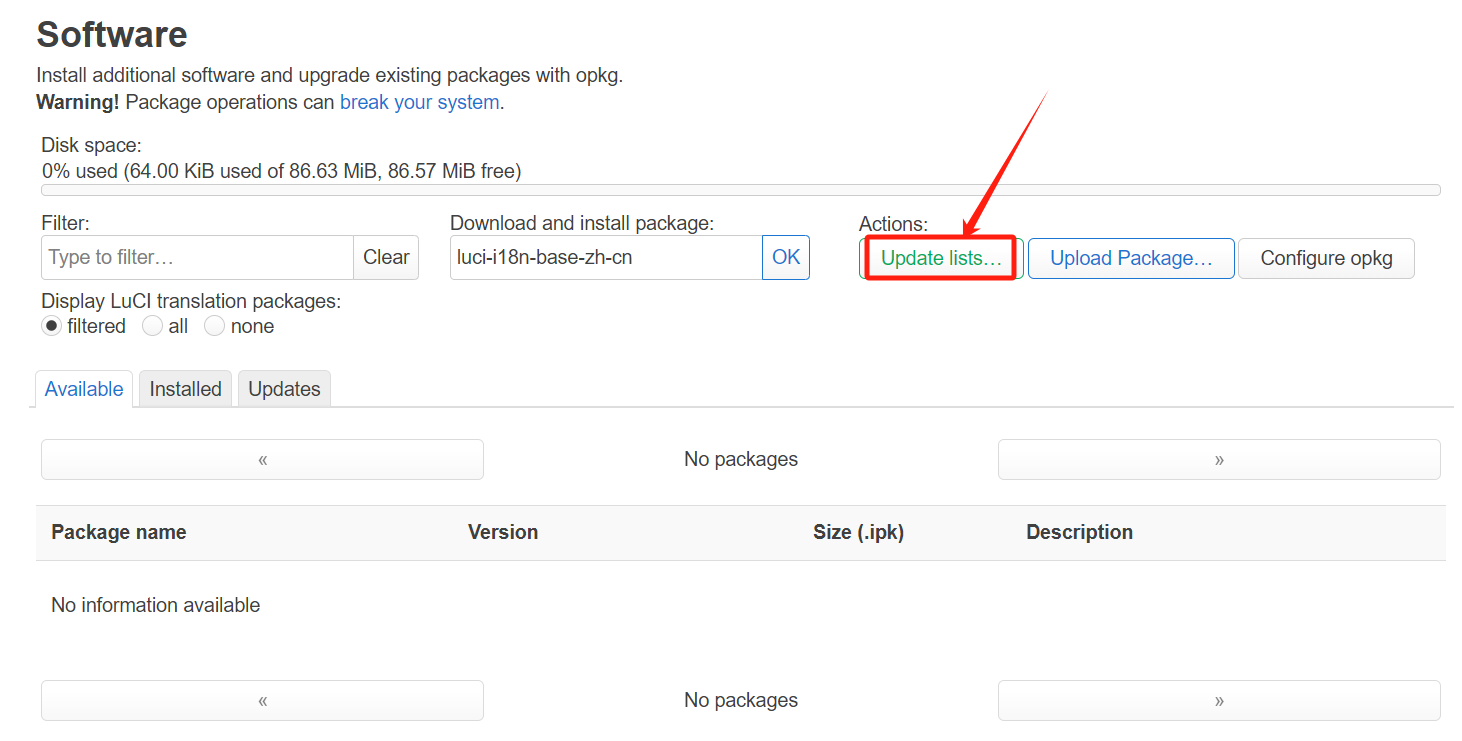 Software
Install additional software and upgrade existing packages with opkg.
Warning! Package operations can break your system.
Disk space:
0% used (64.00 KiB used of 86.63 MiB, 86.57 MiB free)
Filter:
Type to filter…
Clear
Download and install package:
luci-i18n-base-zh-cn
OK
Actions:
Update lists…
Upload Package…
Configure opkg
Display LuCI translation packages:
filtered all none
Available Installed Updates
« No packages »
Package name Version Size (.ipk) Description
No information available
« No packages »